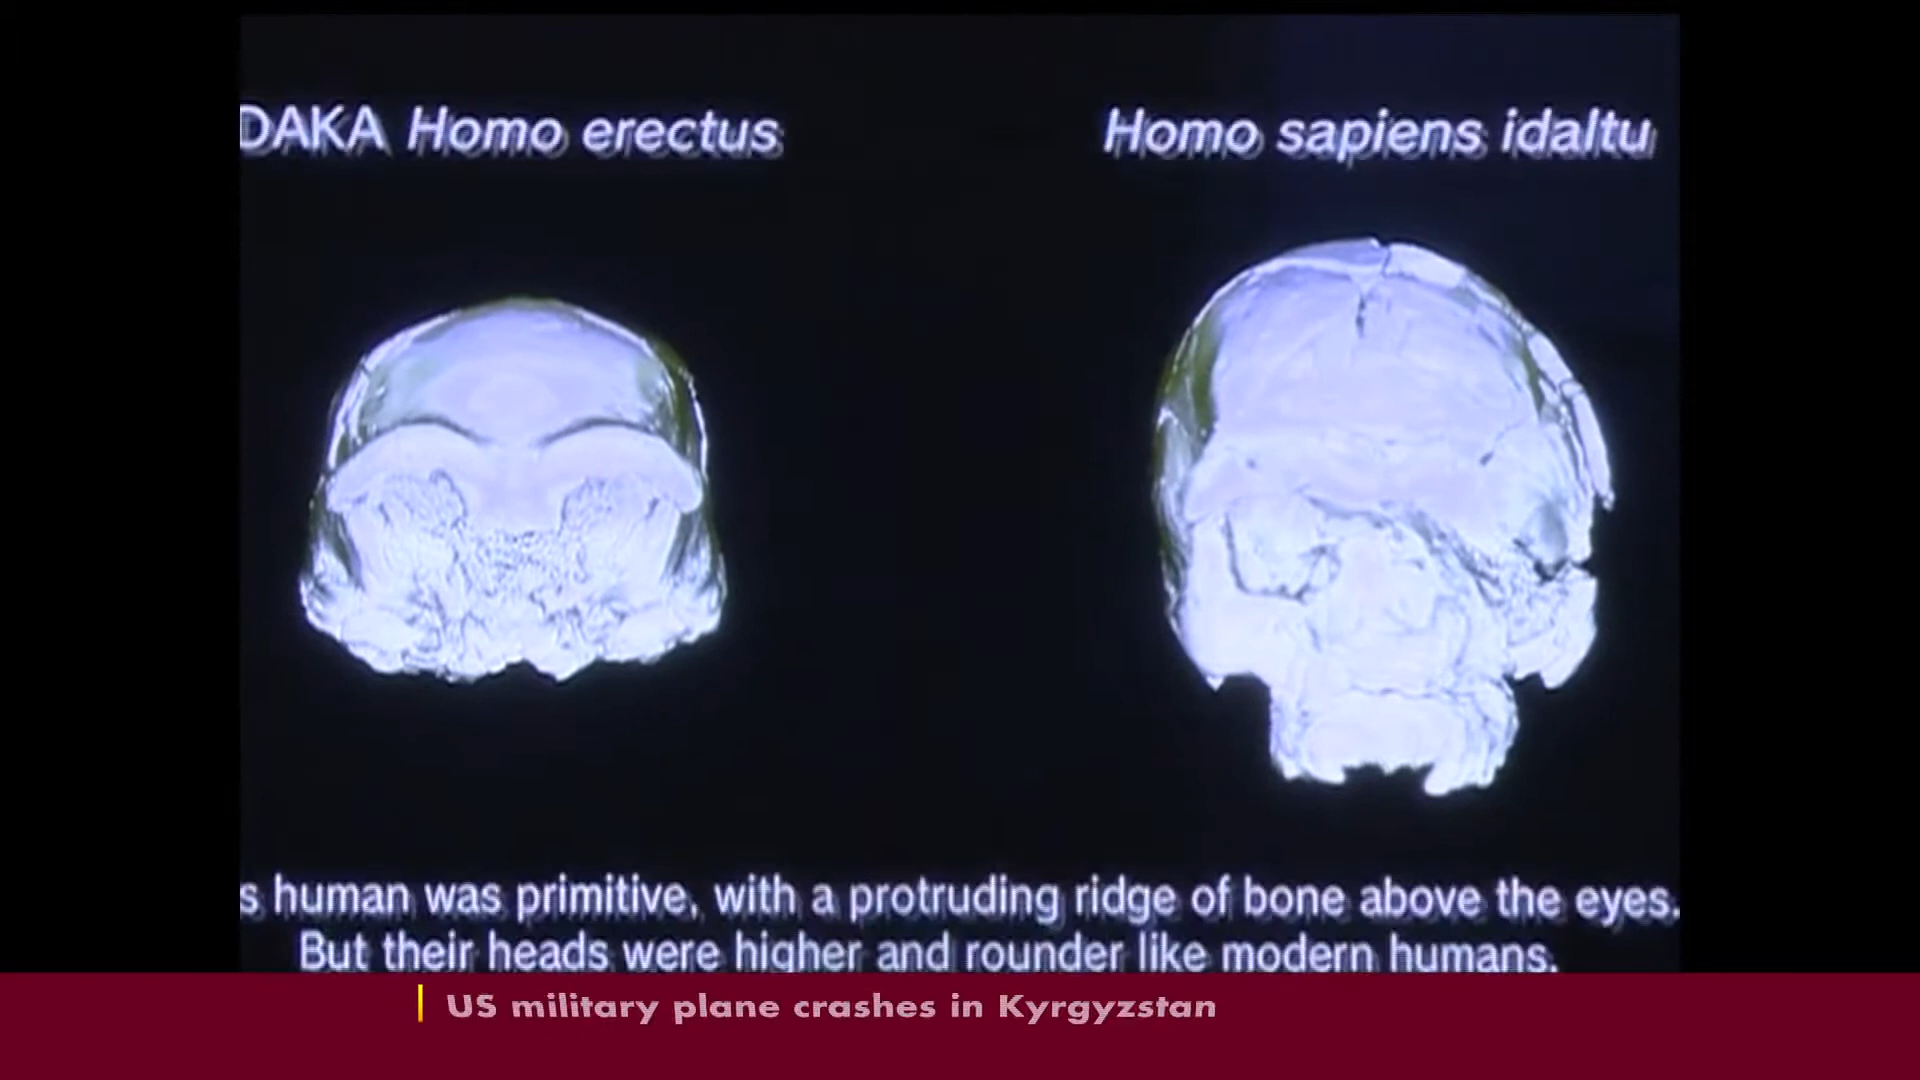 DAKA Homo erectus
Homo sapiens idaltu
s human was primitive, with a protruding ridge of bone above the eyes.
But their heads were higher and rounder like modern humans.
US military plane crashes in Kyrgyzstan